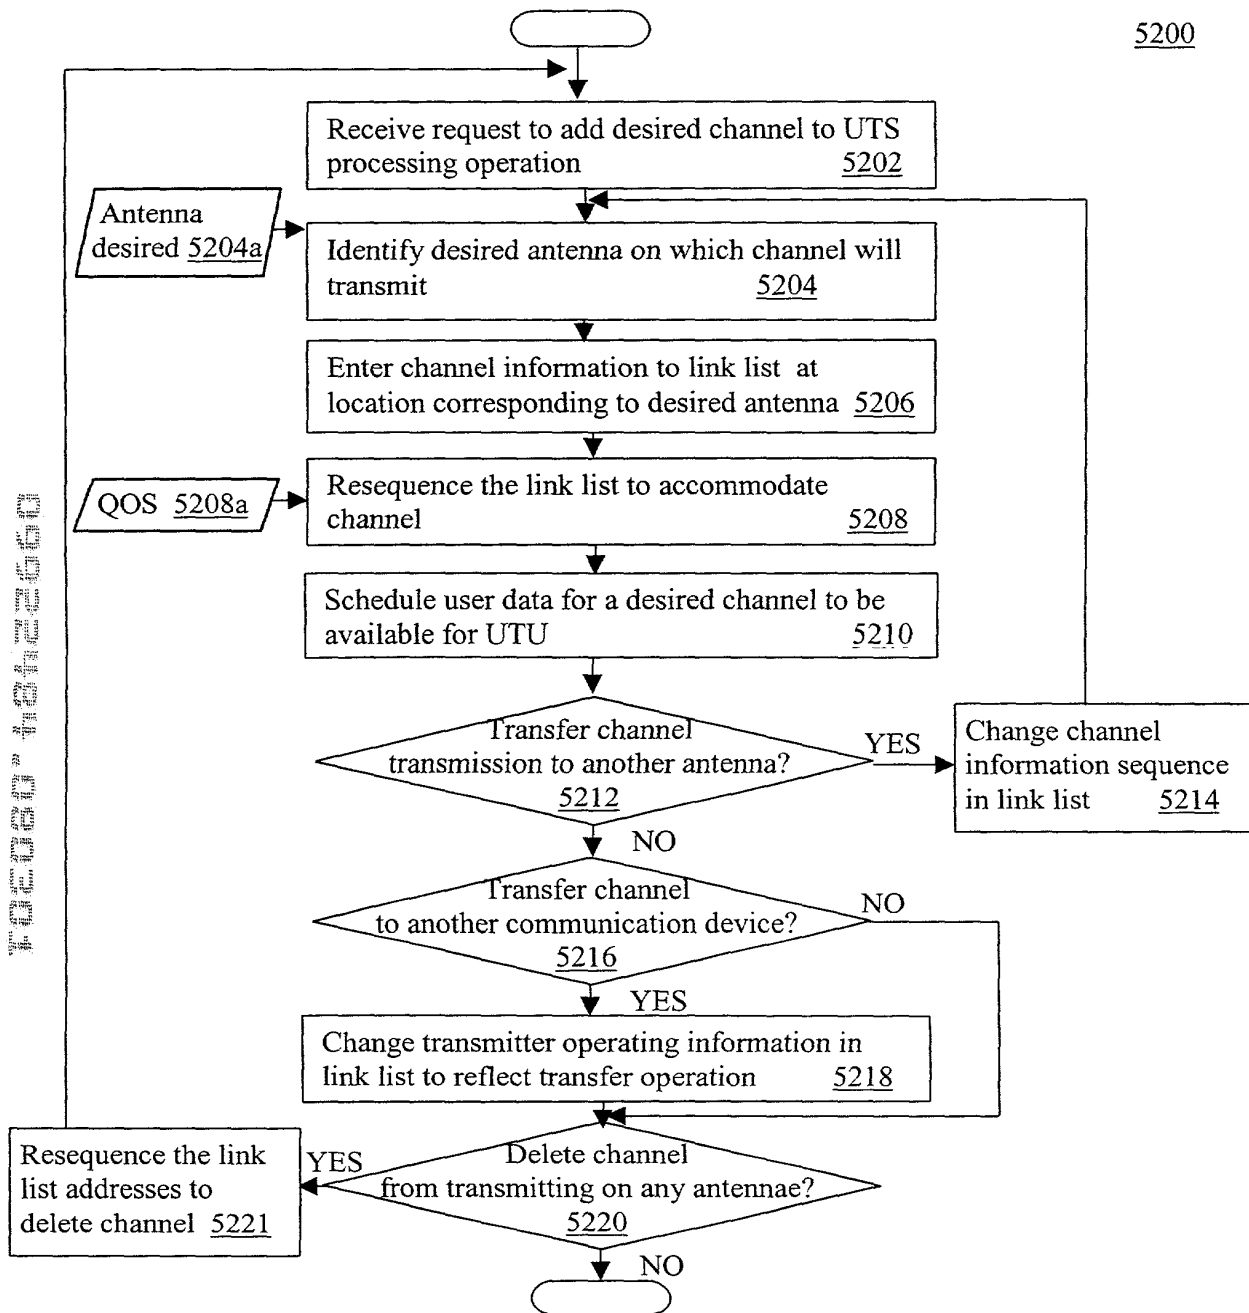 5200
Receive request to add desired channel to UTS
processing operation 5202
Antenna
desired 5204a
Identify desired antenna on which channel will
transmit 5204
Enter channel information to link list at
location corresponding to desired antenna 5206
QOS 5208a
Resequence the link list to accommodate
channel 5208
Schedule user data for a desired channel to be
available for UTU 5210
Transfer channel
transmission to another antenna?
5212
YES
Change channel
information sequence
in link list 5214
NO
Transfer channel
to another communication device?
5216
NO
YES
Change transmitter operating information in
link list to reflect transfer operation 5218
Delete channel
from transmitting on any antennae?
5220
YES
Resequence the link
list addresses to
delete channel 5221
NO